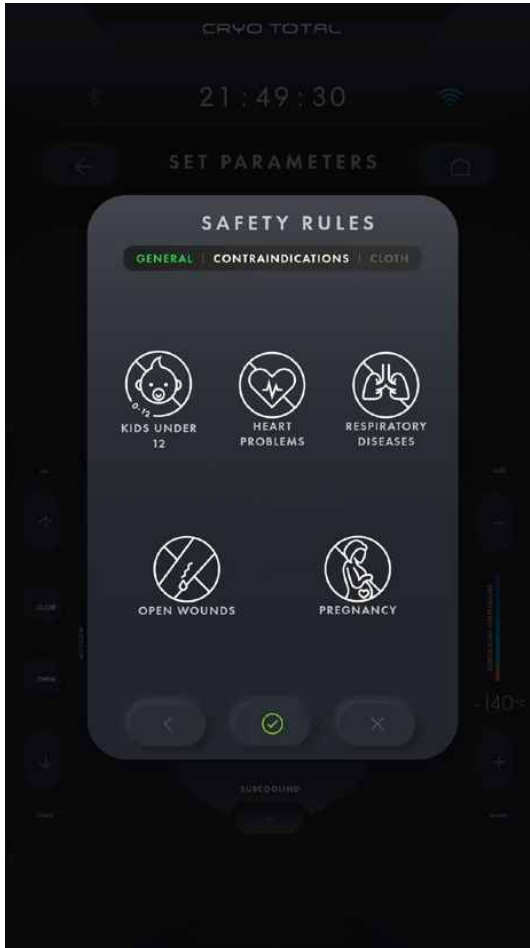 CRYO TOTAL
21:49:30
SET PARAMETERS
SAFETY RULES
GENERAL | CONTRAINDICATIONS | CLOTH
0-12
KIDS UNDER
12
HEART
PROBLEMS
RESPIRATORY
DISEASES
OPEN WOUNDS
PREGNANCY
-140°C
SUBCOOLING